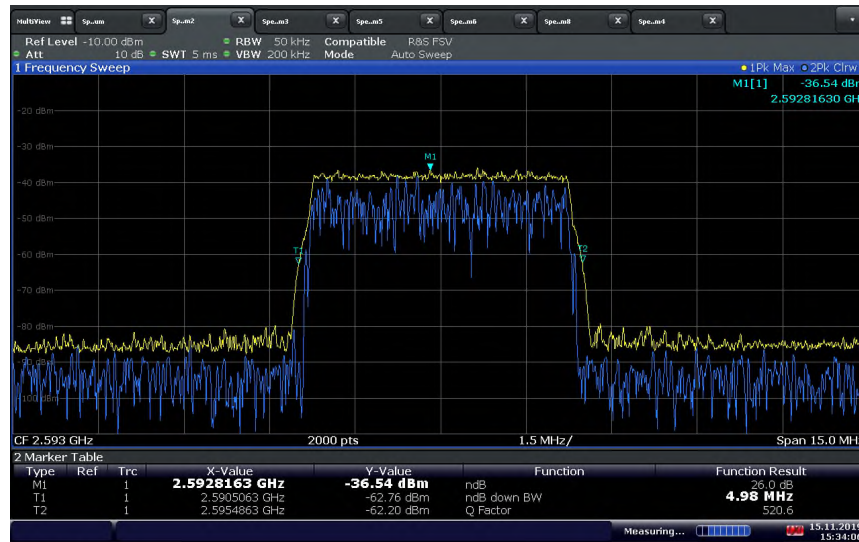 MultiView Sp..um X Sp..m2 X Spe..m3 X Spe..m5 X Spe..m6 X Spe..m8 X Spe..m4 X
Ref Level -10.00 dBm RBW 50 kHz Compatible R&S FSV
Att 10 dB SWT 5 ms VBW 200 kHz Mode Auto Sweep
1 Frequency Sweep 1Pk Max 2Pk Clrw
M1[1] -36.54 dBm
2.59281630 GH
-20 dBm
-30 dBm
M1
-40 dBm
-50 dBm
-60 dBm
T1 T2
-70 dBm
-80 dBm
-90 dBm
-100 dBm
CF 2.593 GHz 2000 pts 1.5 MHz/ Span 15.0 MH
2 Marker Table
Type Ref Trc X-Value Y-Value Function Function Result
M1 1 2.5928163 GHz -36.54 dBm ndB 26.0 dB
T1 1 2.5905063 GHz -62.76 dBm ndB down BW 4.98 MHz
T2 1 2.5954863 GHz -62.20 dBm Q Factor 520.6
Measuring... 15.11.2019
15:34:06